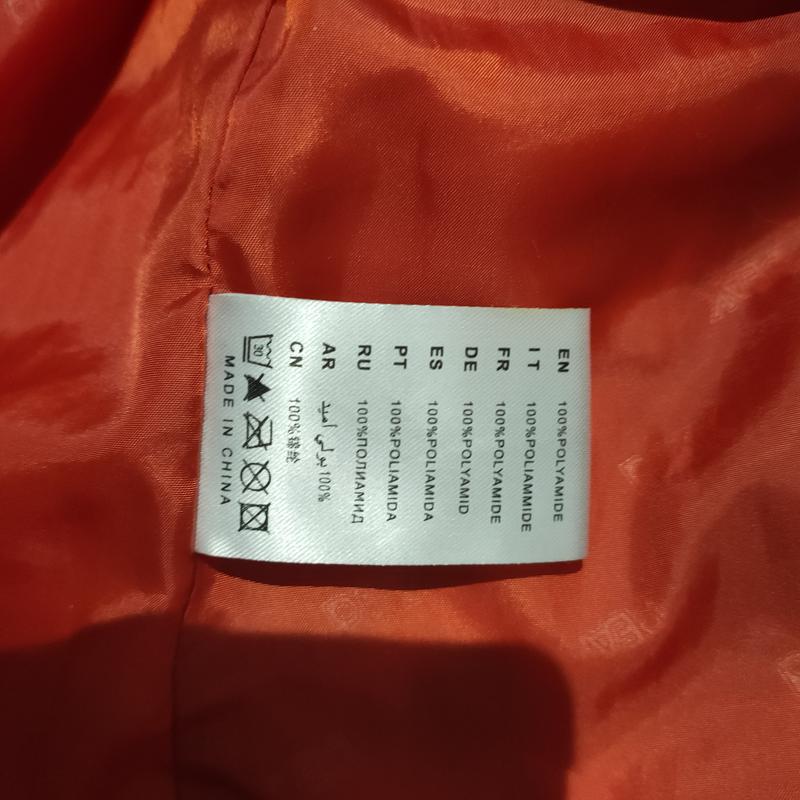 EN 100%POLYAMIDE
IT 100%POLIAMMIDE
FR 100%POLYAMIDE
DE 100%POLYAMID
ES 100%POLIAMIDA
PT 100%POLIAMIDA
RU 100%ПОЛИАМИД
AR بولي أميد 100%
CN 100%锦纶
30
MADE IN CHINA